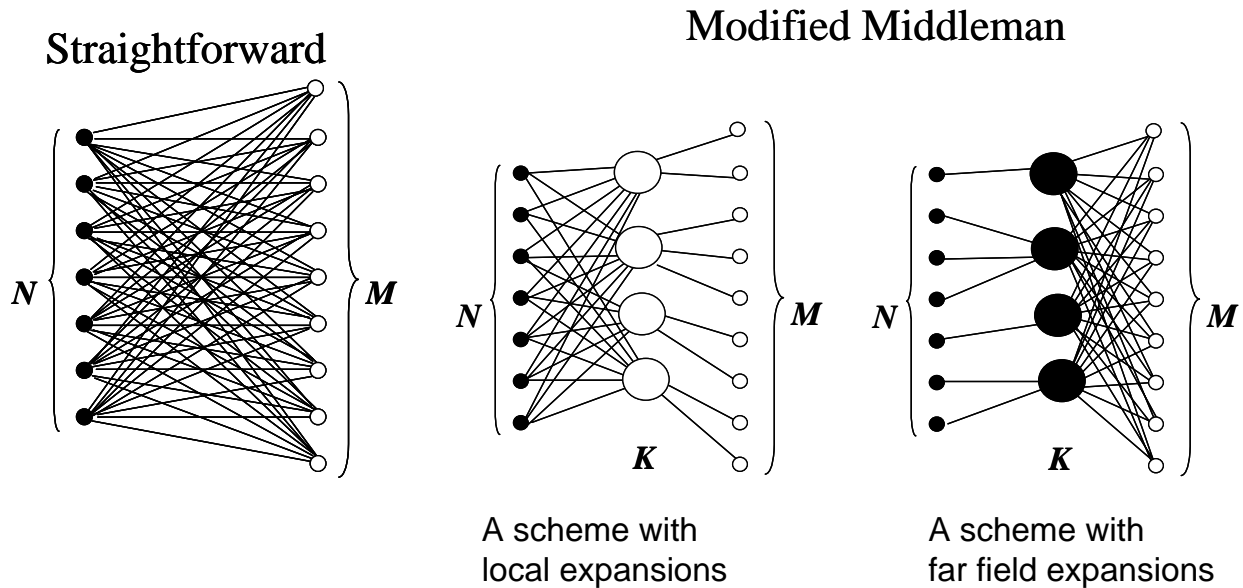 Modified Middleman
Straightforward
N
M
N
M
K
N
M
K
A scheme with
local expansions
A scheme with
far field expansions